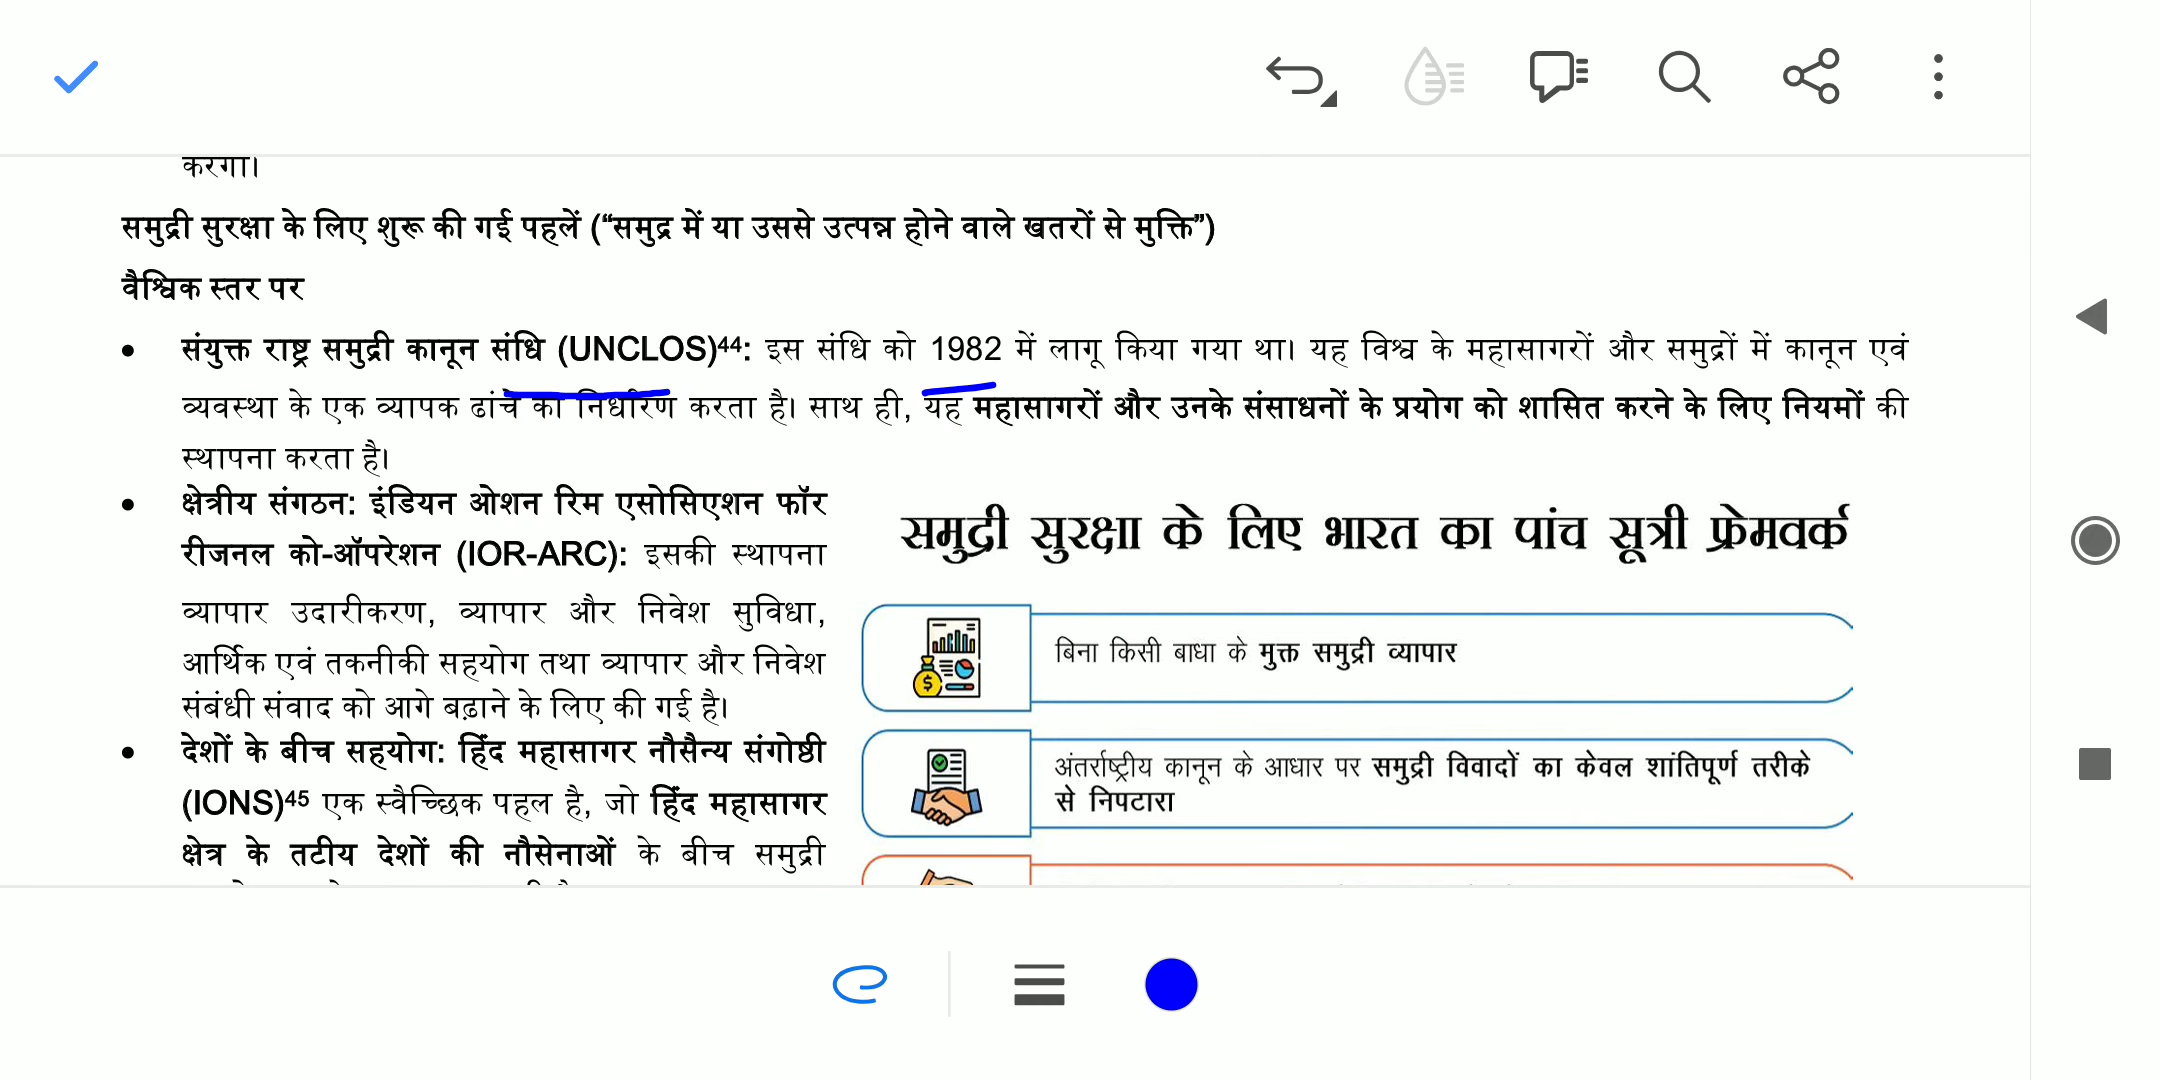 करेगा।
समुद्री सुरक्षा के लिए शुरू की गई पहलें (“समुद्र में या उससे उत्पन्न होने वाले खतरों से मुक्ति”)
वैश्विक स्तर पर
• संयुक्त राष्ट्र समुद्री कानून संधि (UNCLOS)⁴⁴: इस संधि को 1982 में लागू किया गया था। यह विश्व के महासागरों और समुद्रों में कानून एवं
व्यवस्था के एक व्यापक ढांचे का निर्धारण करता है। साथ ही, यह महासागरों और उनके संसाधनों के प्रयोग को शासित करने के लिए नियमों की
स्थापना करता है।
• क्षेत्रीय संगठन: इंडियन ओशन रिम एसोसिएशन फॉर
रीजनल को-ऑपरेशन (IOR-ARC): इसकी स्थापना
व्यापार उदारीकरण, व्यापार और निवेश सुविधा,
आर्थिक एवं तकनीकी सहयोग तथा व्यापार और निवेश
संबंधी संवाद को आगे बढ़ाने के लिए की गई है।
• देशों के बीच सहयोग: हिंद महासागर नौसैन्य संगोष्ठी
(IONS)⁴⁵ एक स्वैच्छिक पहल है, जो हिंद महासागर
क्षेत्र के तटीय देशों की नौसेनाओं के बीच समुद्री
समुद्री सुरक्षा के लिए भारत का पांच सूत्री फ्रेमवर्क
बिना किसी बाधा के मुक्त समुद्री व्यापार
अंतर्राष्ट्रीय कानून के आधार पर समुद्री विवादों का केवल शांतिपूर्ण तरीके
से निपटारा